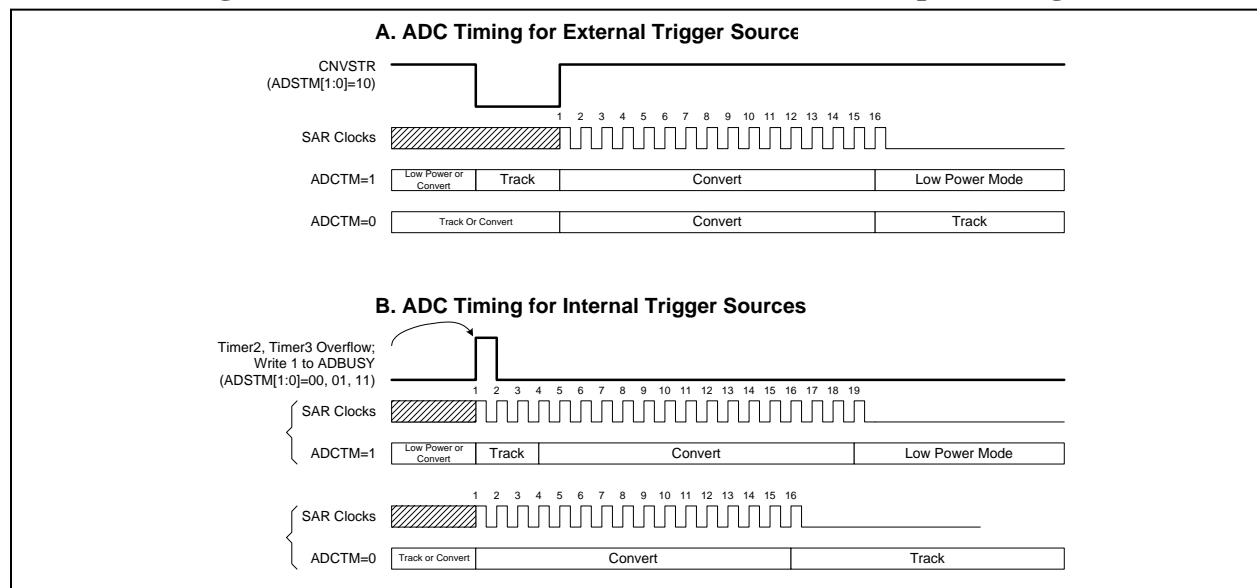 A. ADC Timing for External Trigger Source
CNVSTR
(ADSTM[1:0]=10)
1 2 3 4 5 6 7 8 9 10 11 12 13 14 15 16
SAR Clocks
ADCTM=1
Low Power or
Convert
Track
Convert
Low Power Mode
ADCTM=0
Track Or Convert
Convert
Track
B. ADC Timing for Internal Trigger Sources
Timer2, Timer3 Overflow;
Write 1 to ADBUSY
(ADSTM[1:0]=00, 01, 11)
1 2 3 4 5 6 7 8 9 10 11 12 13 14 15 16 17 18 19
SAR Clocks
ADCTM=1
Low Power or
Convert
Track
Convert
Low Power Mode
1 2 3 4 5 6 7 8 9 10 11 12 13 14 15 16
SAR Clocks
ADCTM=0
Track or Convert
Convert
Track